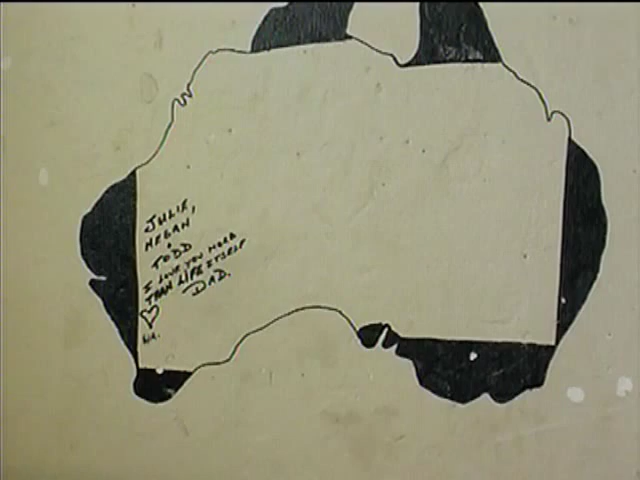 JULIE,
MEGAN,
&
TODD
I LOVE YOU MORE
THAN LIFE ITSELF
DAD.